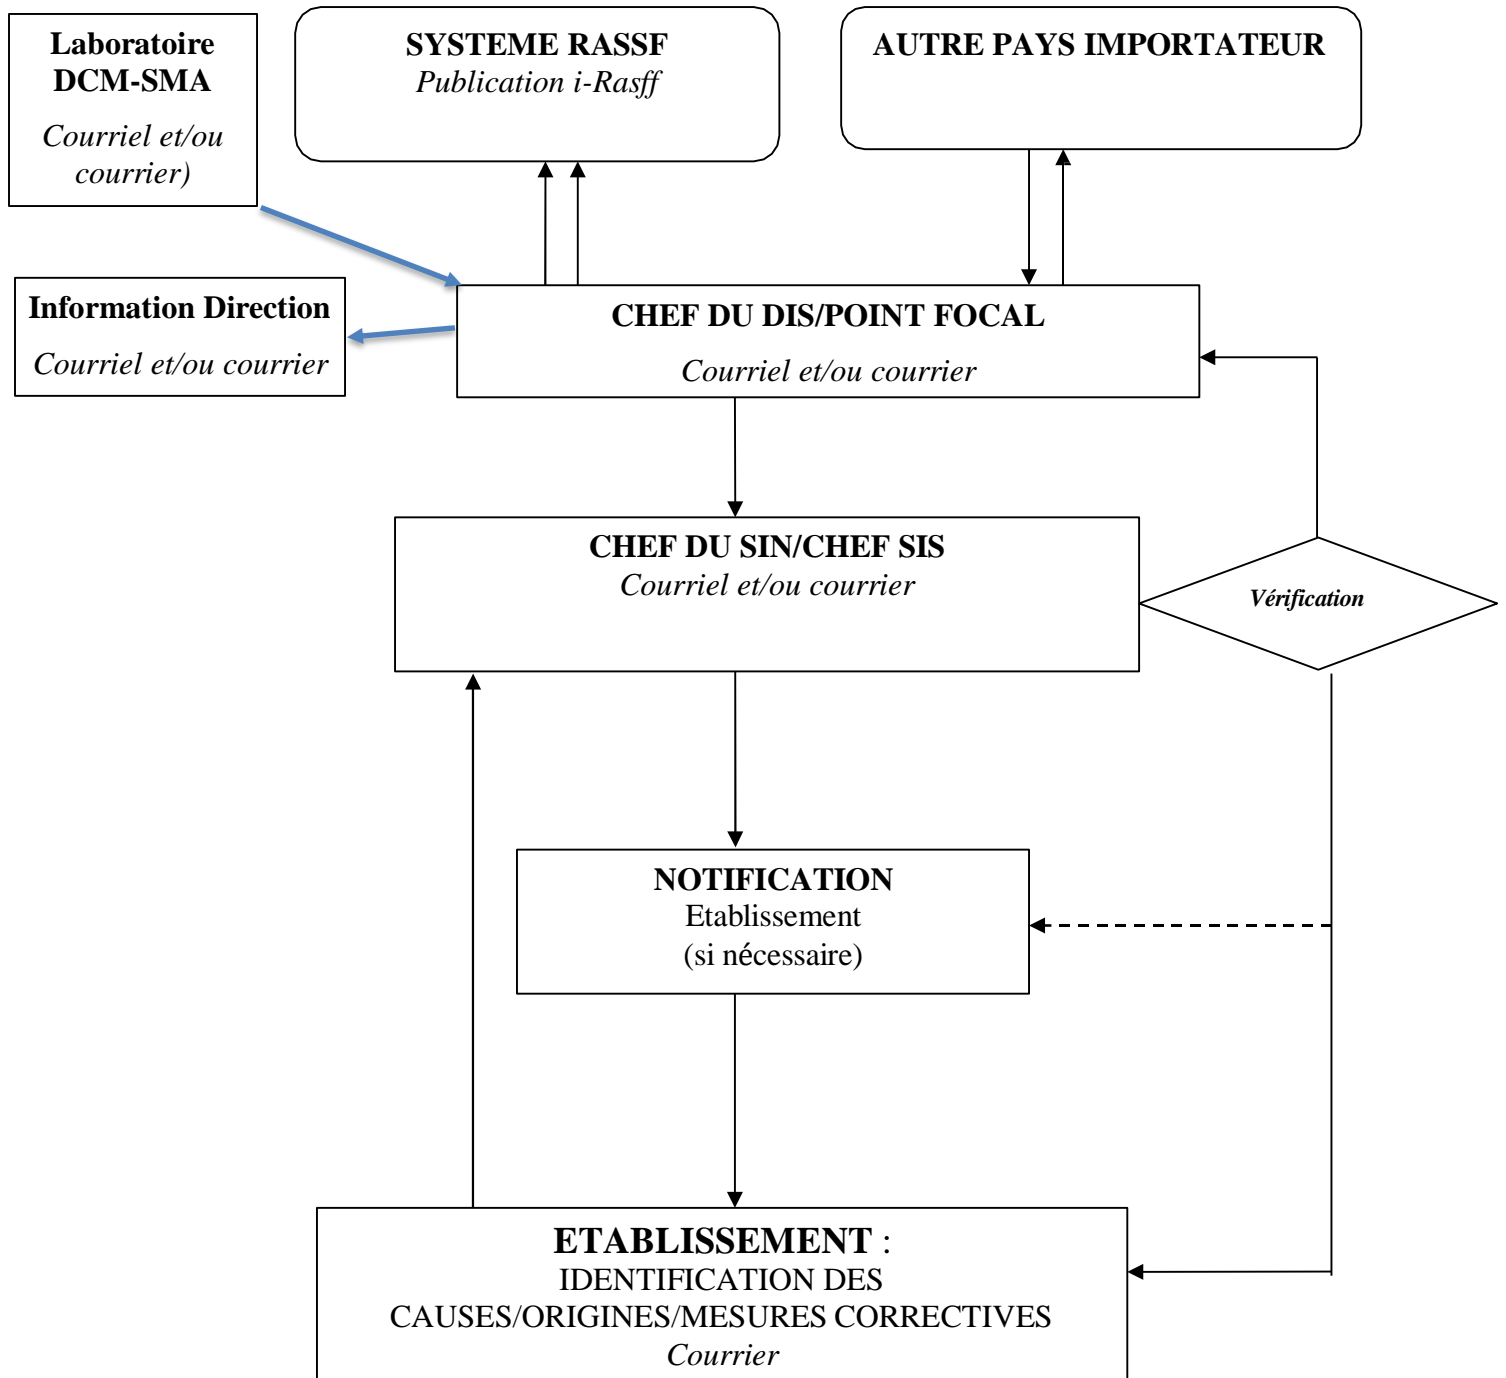 Laboratoire
DCM-SMA
Courriel et/ou
courrier)
SYSTEME RASSF
Publication i-Rasff
AUTRE PAYS IMPORTATEUR
Information Direction
Courriel et/ou courrier
CHEF DU DIS/POINT FOCAL
Courriel et/ou courrier
CHEF DU SIN/CHEF SIS
Courriel et/ou courrier
Vérification
NOTIFICATION
Etablissement
(si nécessaire)
ETABLISSEMENT :
IDENTIFICATION DES
CAUSES/ORIGINES/MESURES CORRECTIVES
Courrier